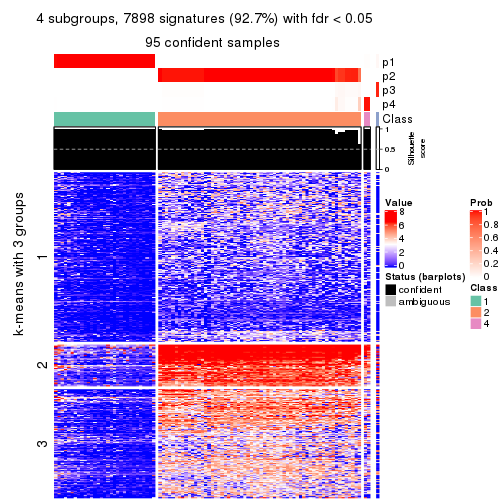 4 subgroups, 7898 signatures (92.7%) with fdr < 0.05
95 confident samples
p1
p2
p3
p4
Class
1
0.5
0
Silhouette
score
k-means with 3 groups
1
2
3
Value
8
6
4
2
0
Status (barplots)
confident
ambiguous
Prob
1
0.8
0.6
0.4
0.2
0
Class
1
2
4